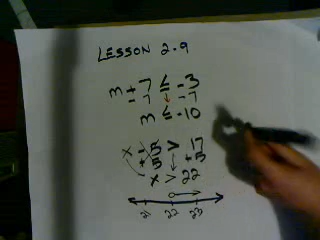 LESSON 2.9
m + 7 ≤ -3
- 7 -7
m ≤ -10
x - 5 > 17
+ 5 + 5
x > 22
21 22 23